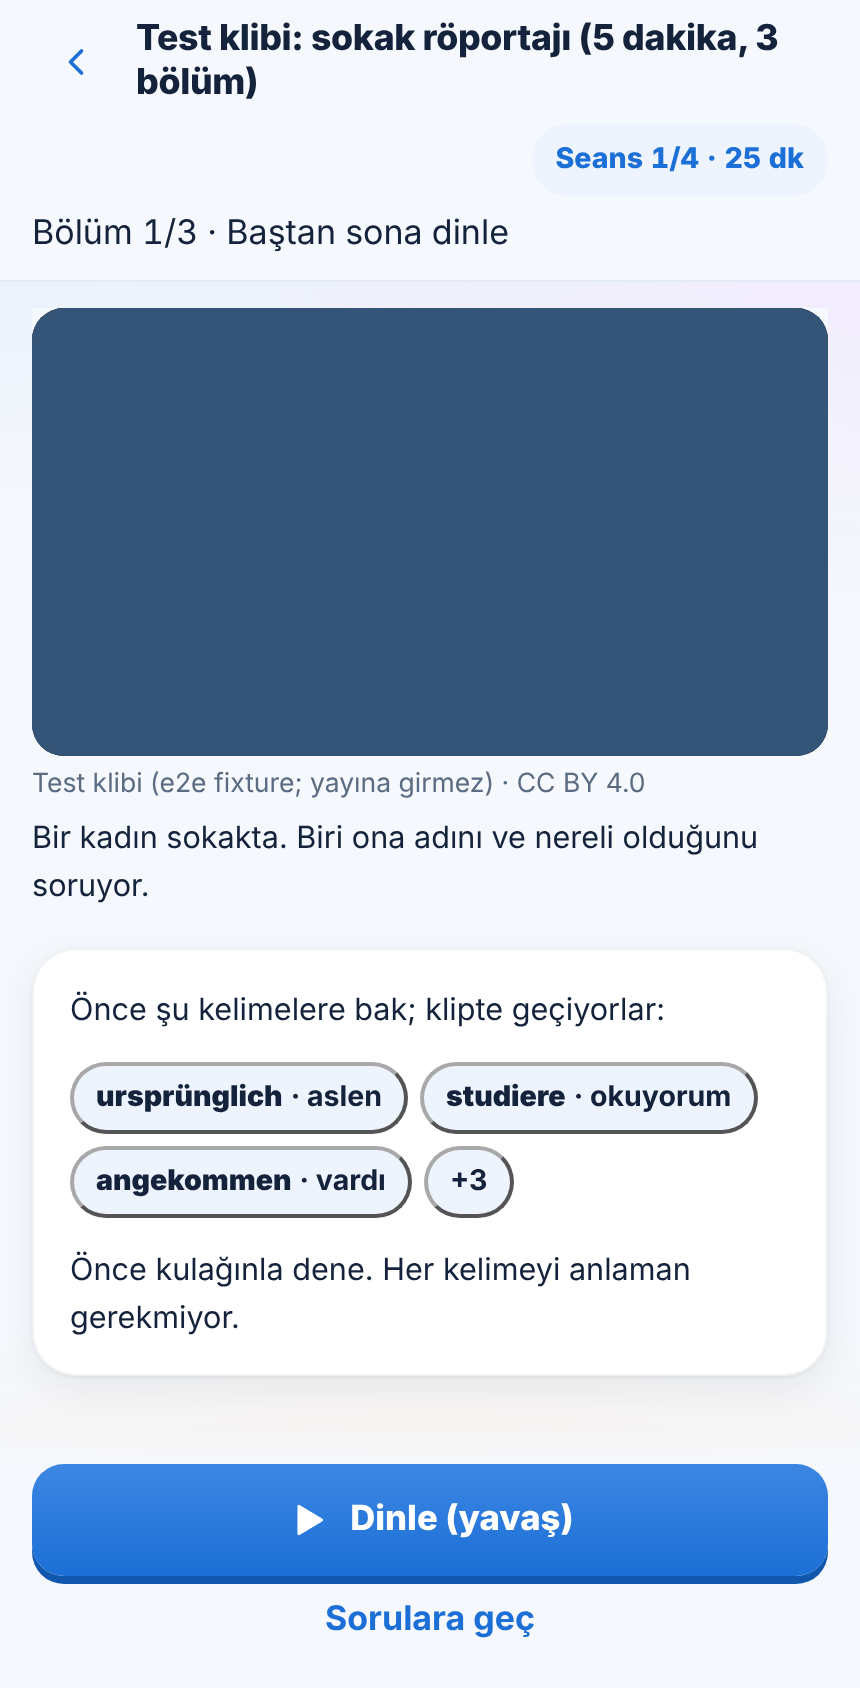 Test klibi: sokak röportajı (5 dakika, 3
bölüm)
Seans 1/4 · 25 dk
Bölüm 1/3 · Baştan sona dinle
Test klibi (e2e fixture; yayına girmez) · CC BY 4.0
Bir kadın sokakta. Biri ona adını ve nereli olduğunu
soruyor.
Önce şu kelimelere bak; klipte geçiyorlar:
ursprünglich · aslen
studiere · okuyorum
angekommen · vardı
+3
Önce kulağınla dene. Her kelimeyi anlaman
gerekmiyor.
Dinle (yavaş)
Sorulara geç